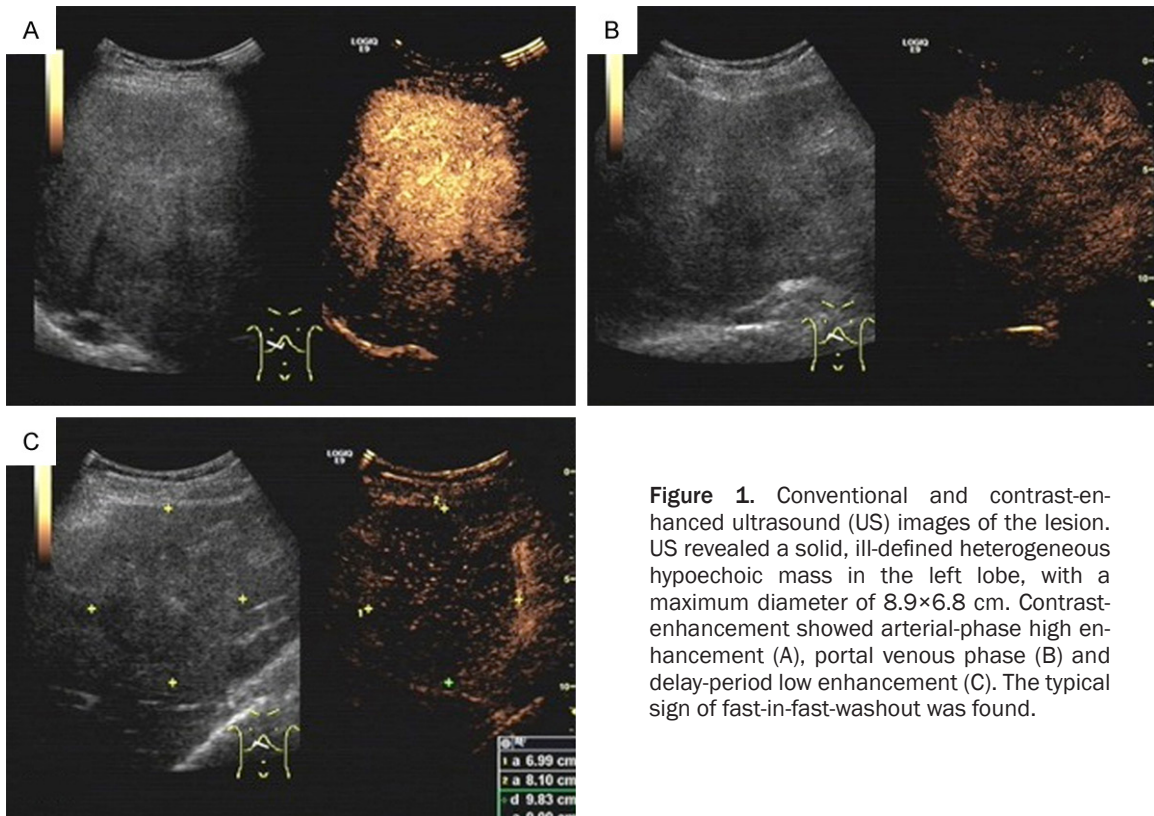 A
LOGIQ
E9
B
LOGIQ
E9
0
5
10
C
LOGIQ
E9
0
5
10
2
1
1 a 6.99 cm
2 a 8.10 cm
d 9.83 cm
Figure 1. Conventional and contrast-en-
hanced ultrasound (US) images of the lesion.
US revealed a solid, ill-defined heterogeneous
hypoechoic mass in the left lobe, with a
maximum diameter of 8.9×6.8 cm. Contrast-
enhancement showed arterial-phase high en-
hancement (A), portal venous phase (B) and
delay-period low enhancement (C). The typical
sign of fast-in-fast-washout was found.